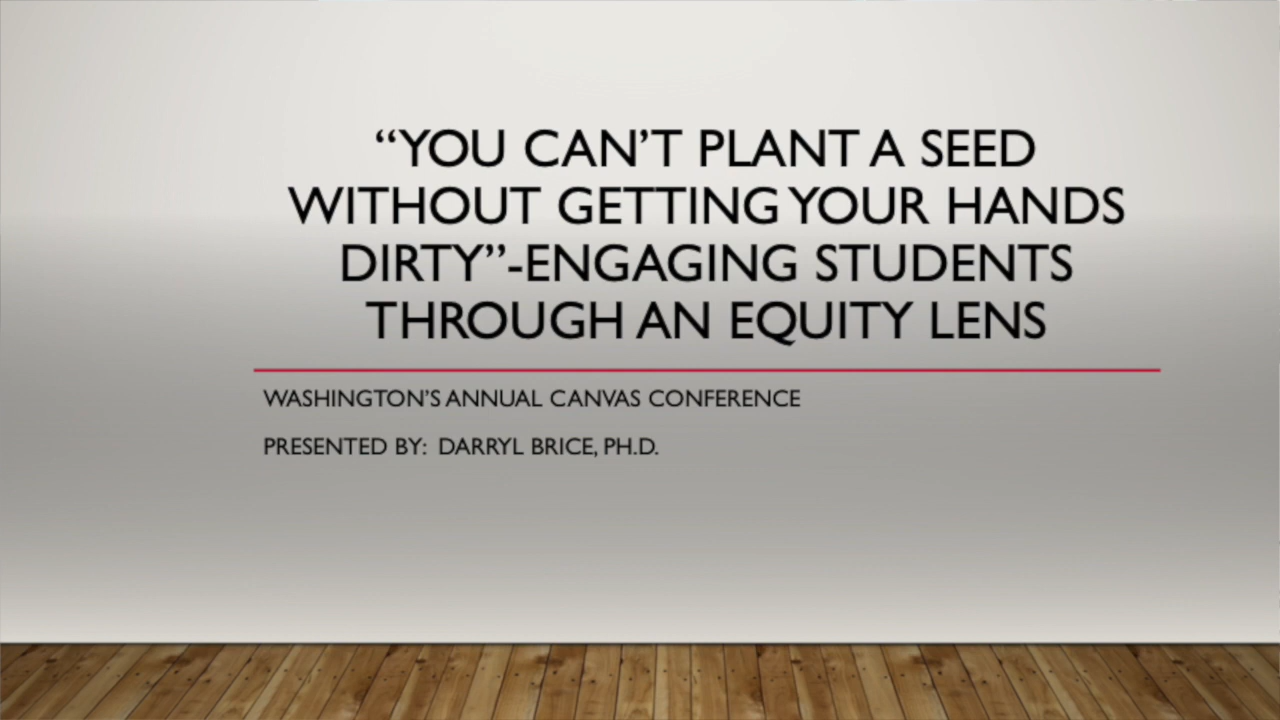 “YOU CAN’T PLANT A SEED
WITHOUT GETTING YOUR HANDS
DIRTY”-ENGAGING STUDENTS
THROUGH AN EQUITY LENS
WASHINGTON’S ANNUAL CANVAS CONFERENCE
PRESENTED BY: DARRYL BRICE, PH.D.